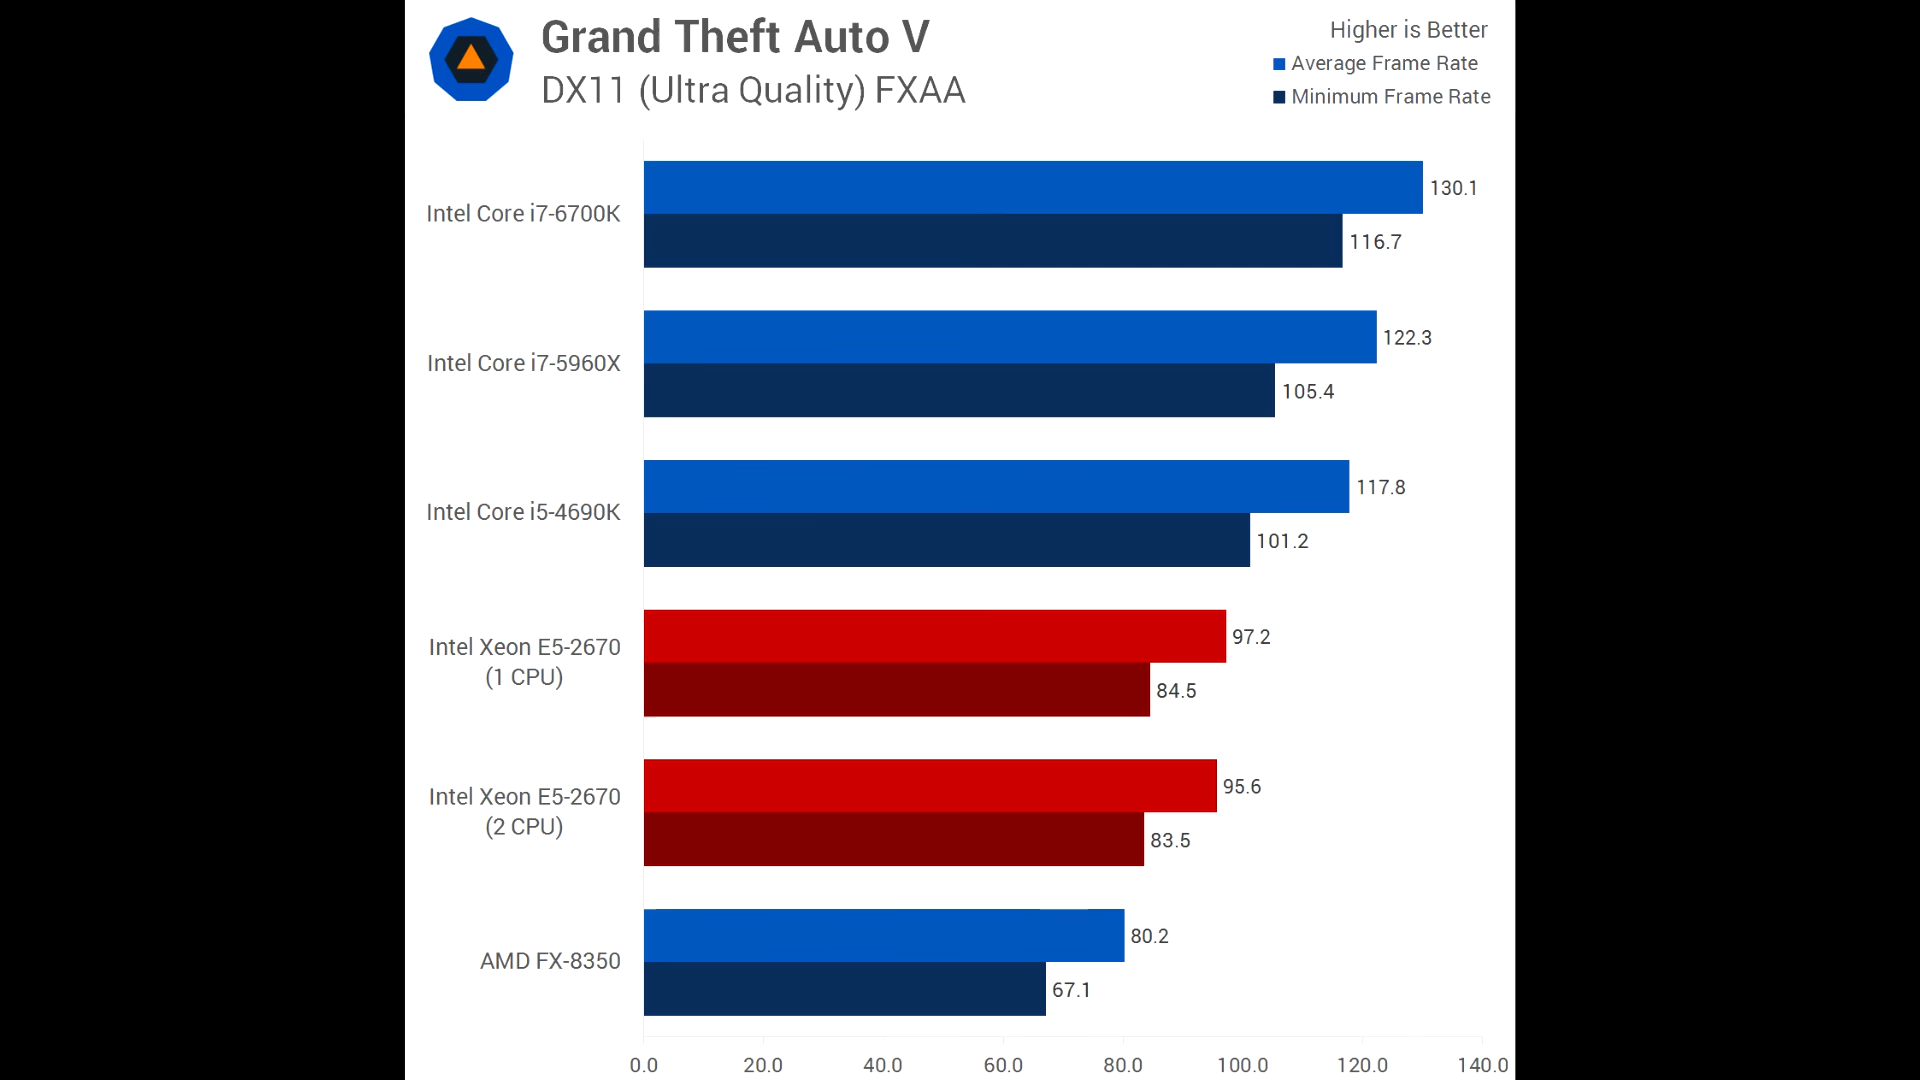 Grand Theft Auto V
DX11 (Ultra Quality) FXAA
Higher is Better
Average Frame Rate
Minimum Frame Rate
Intel Core i7-6700K
130.1
116.7
Intel Core i7-5960X
122.3
105.4
Intel Core i5-4690K
117.8
101.2
Intel Xeon E5-2670
(1 CPU)
97.2
84.5
Intel Xeon E5-2670
(2 CPU)
95.6
83.5
AMD FX-8350
80.2
67.1
0.0 20.0 40.0 60.0 80.0 100.0 120.0 140.0